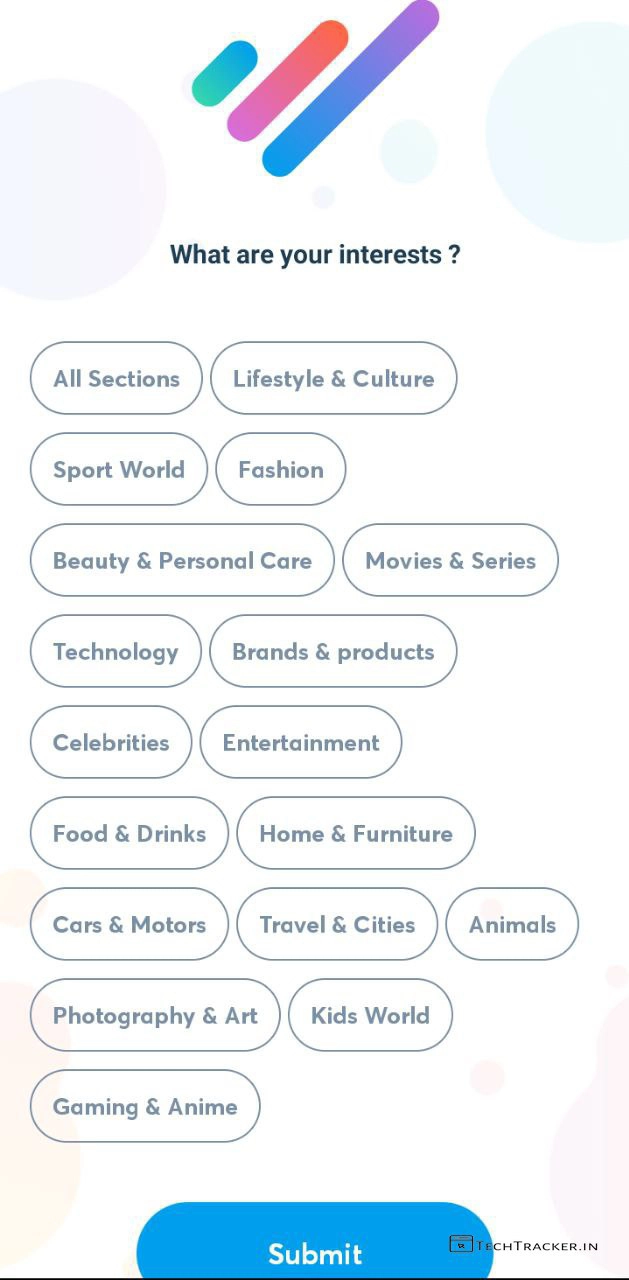 What are your interests ?
All Sections Lifestyle & Culture
Sport World Fashion
Beauty & Personal Care Movies & Series
Technology Brands & products
Celebrities Entertainment
Food & Drinks Home & Furniture
Cars & Motors Travel & Cities Animals
Photography & Art Kids World
Gaming & Anime
Submit
TECHTRACKER.IN